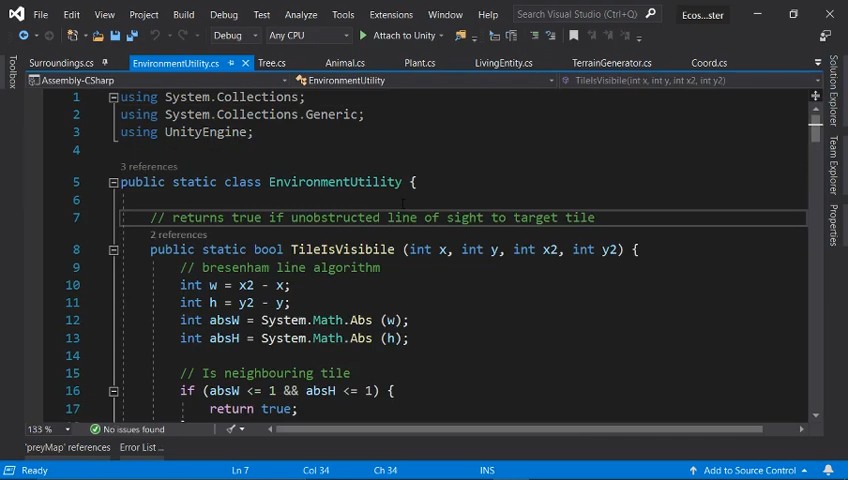 File Edit View Project Build Debug Test Analyze Tools Extensions Window Help Search Visual Studio (Ctrl+Q) Ecos...ster
Debug Any CPU Attach to Unity
Surroundings.cs EnvironmentUtility.cs Tree.cs Animal.cs Plant.cs LivingEntity.cs TerrainGenerator.cs Coord.cs
Assembly-CSharp EnvironmentUtility TileIsVisibile(int x, int y, int x2, int y2)
1 using System.Collections;
2 using System.Collections.Generic;
3 using UnityEngine;
4
3 references
5 public static class EnvironmentUtility {
6
7 // returns true if unobstructed line of sight to target tile
2 references
8 public static bool TileIsVisibile (int x, int y, int x2, int y2) {
9 // bresenham line algorithm
10 int w = x2 - x;
11 int h = y2 - y;
12 int absW = System.Math.Abs (w);
13 int absH = System.Math.Abs (h);
14
15 // Is neighbouring tile
16 if (absW <= 1 && absH <= 1) {
17 return true;
133 % No issues found
'preyMap' references Error List ...
Ready Ln 7 Col 34 Ch 34 INS Add to Source Control
Toolbox
Solution Explorer
Team Explorer
Properties